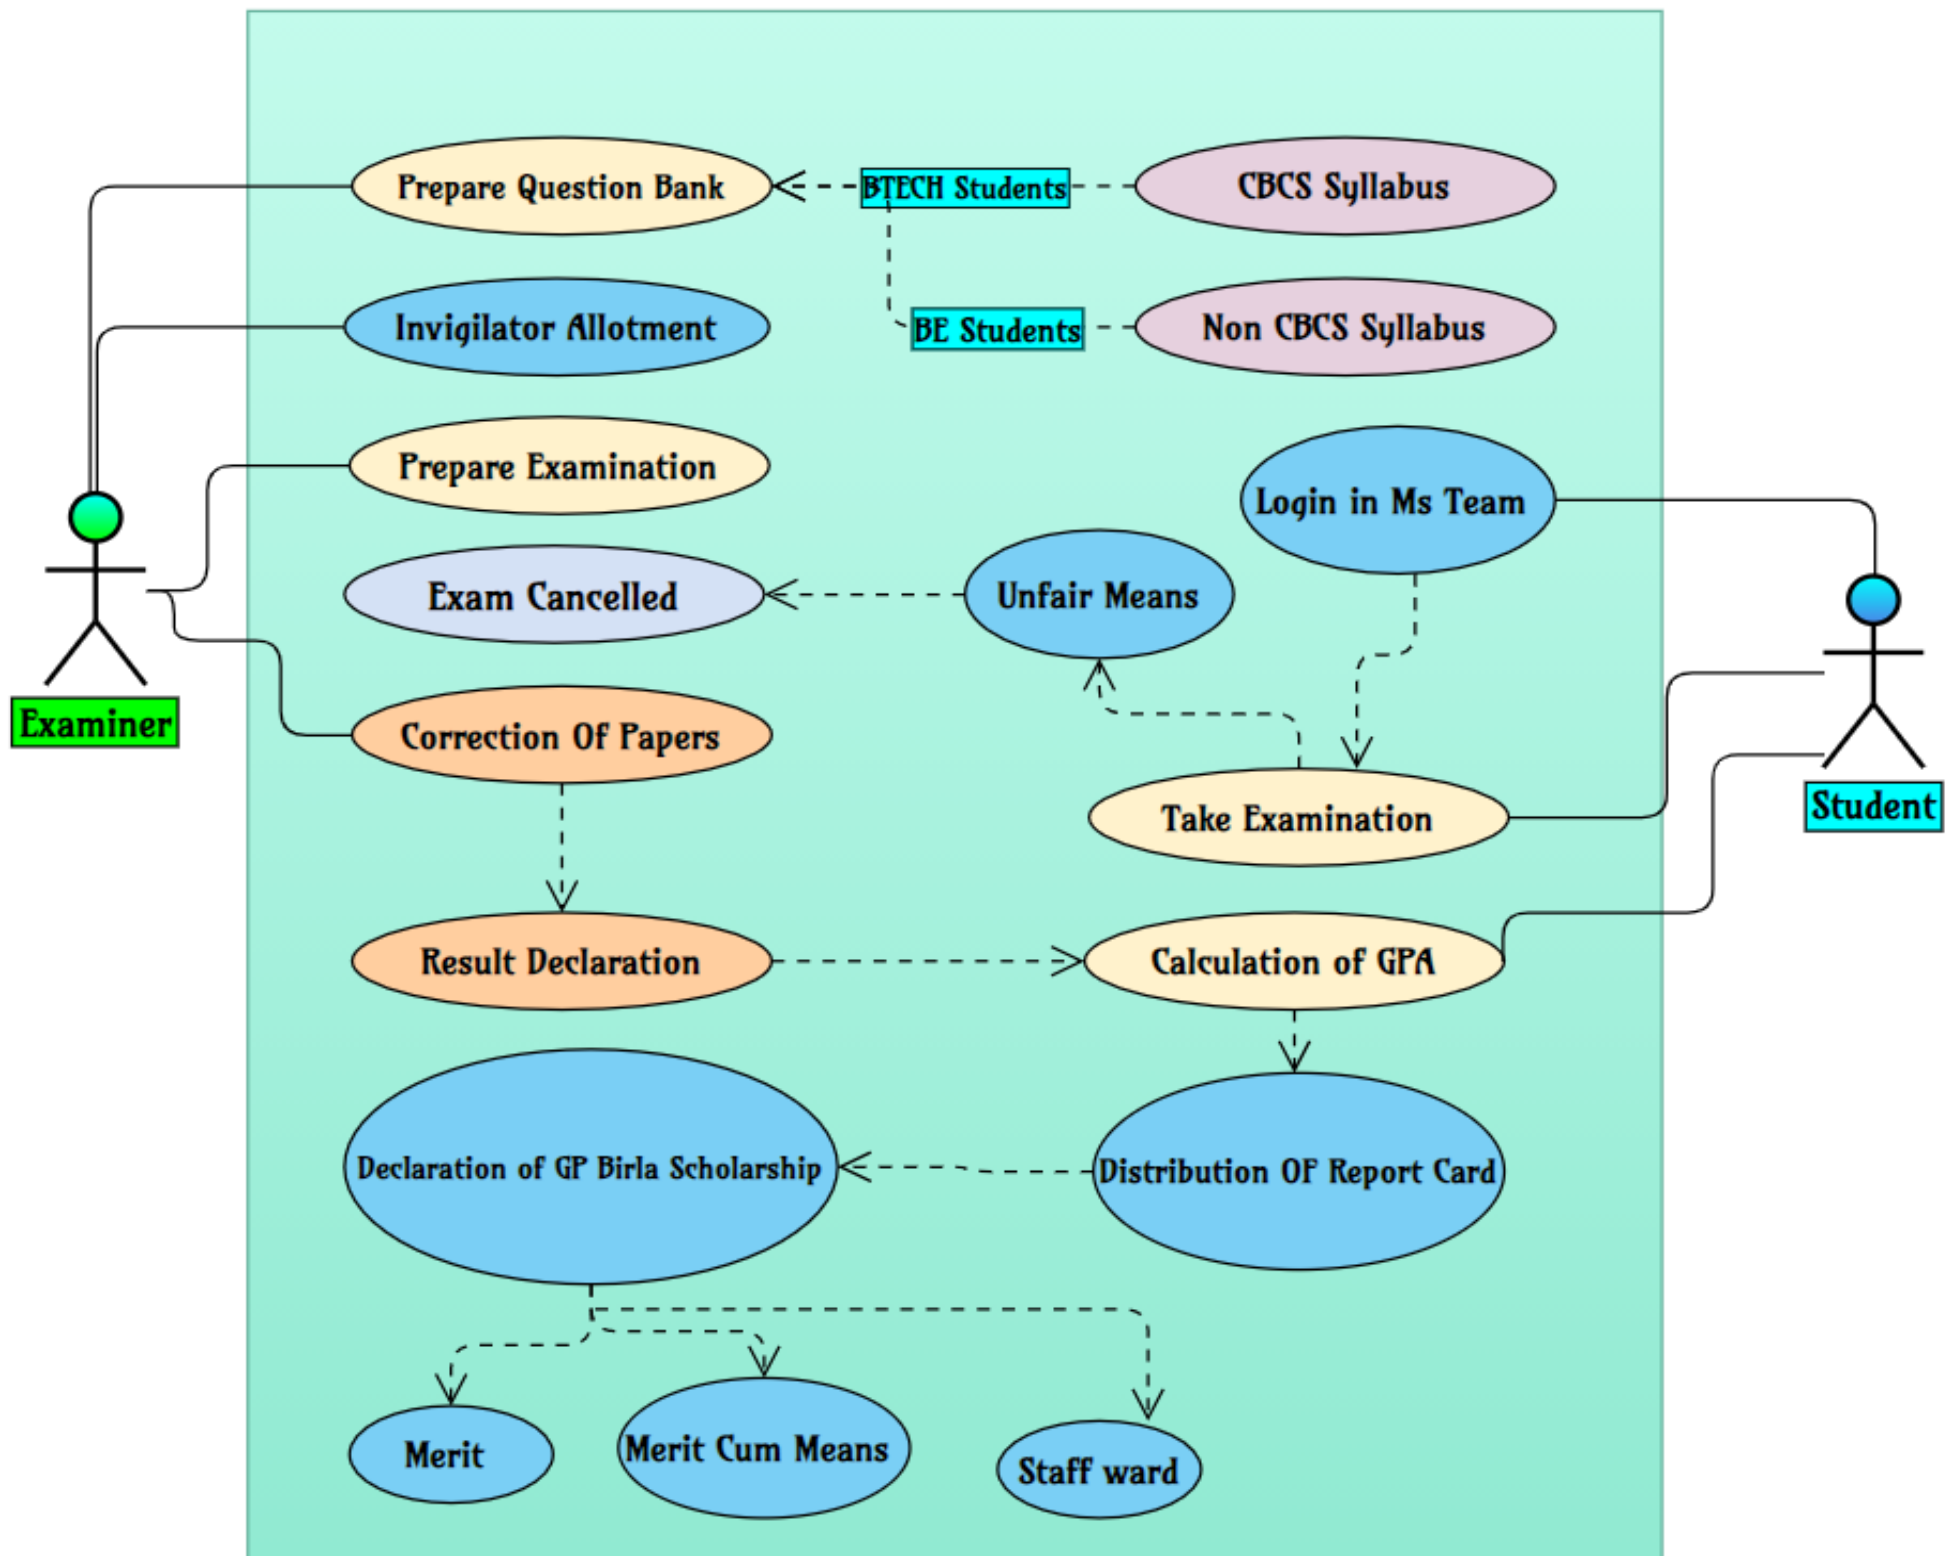 Prepare Question Bank
BTECH Students
CBCS Syllabus
Invigilator Allotment
BE Students
Non CBCS Syllabus
Prepare Examination
Login in Ms Team
Exam Cancelled
Unfair Means
Examiner
Correction Of Papers
Take Examination
Student
Result Declaration
Calculation of GPA
Declaration of GP Birla Scholarship
Distribution OF Report Card
Merit
Merit Cum Means
Staff ward